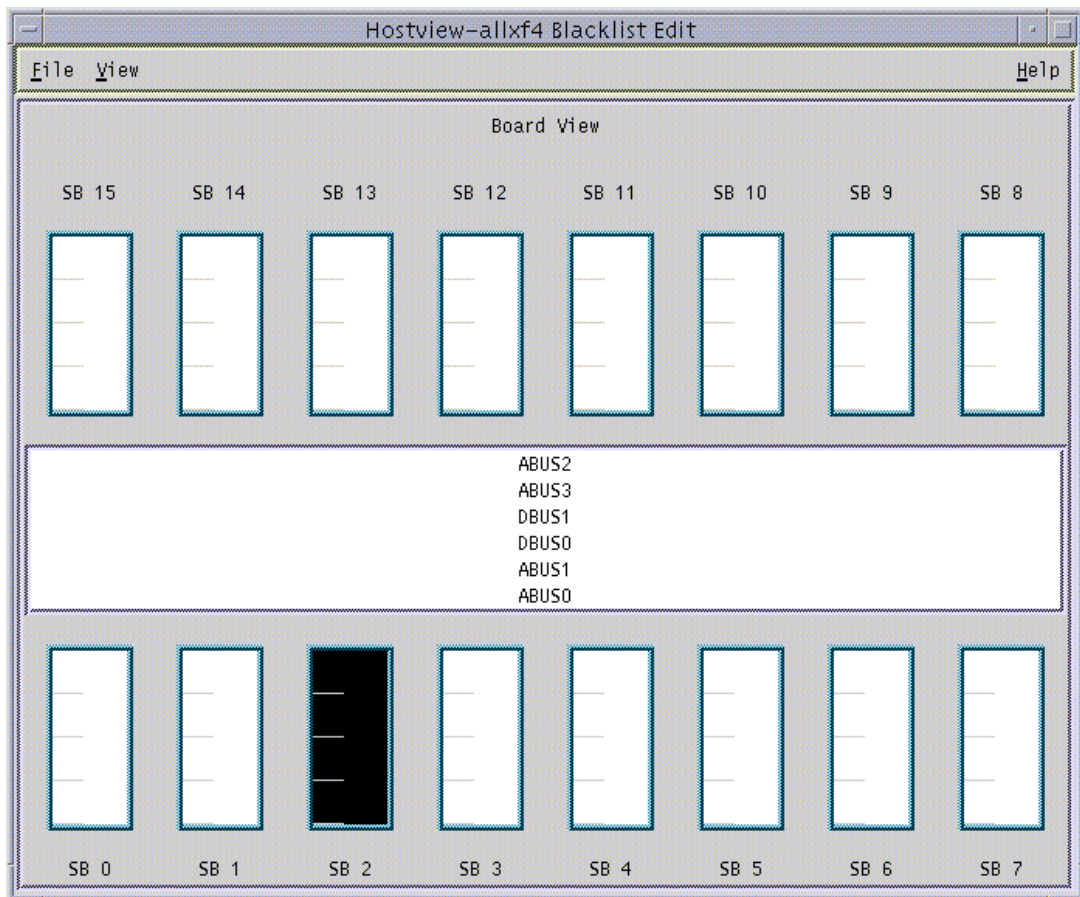 Hostview-allxf4 Blacklist Edit
File View Help
Board View
SB 15 SB 14 SB 13 SB 12 SB 11 SB 10 SB 9 SB 8
ABUS2
ABUS3
DBUS1
DBUS0
ABUS1
ABUS0
SB 0 SB 1 SB 2 SB 3 SB 4 SB 5 SB 6 SB 7